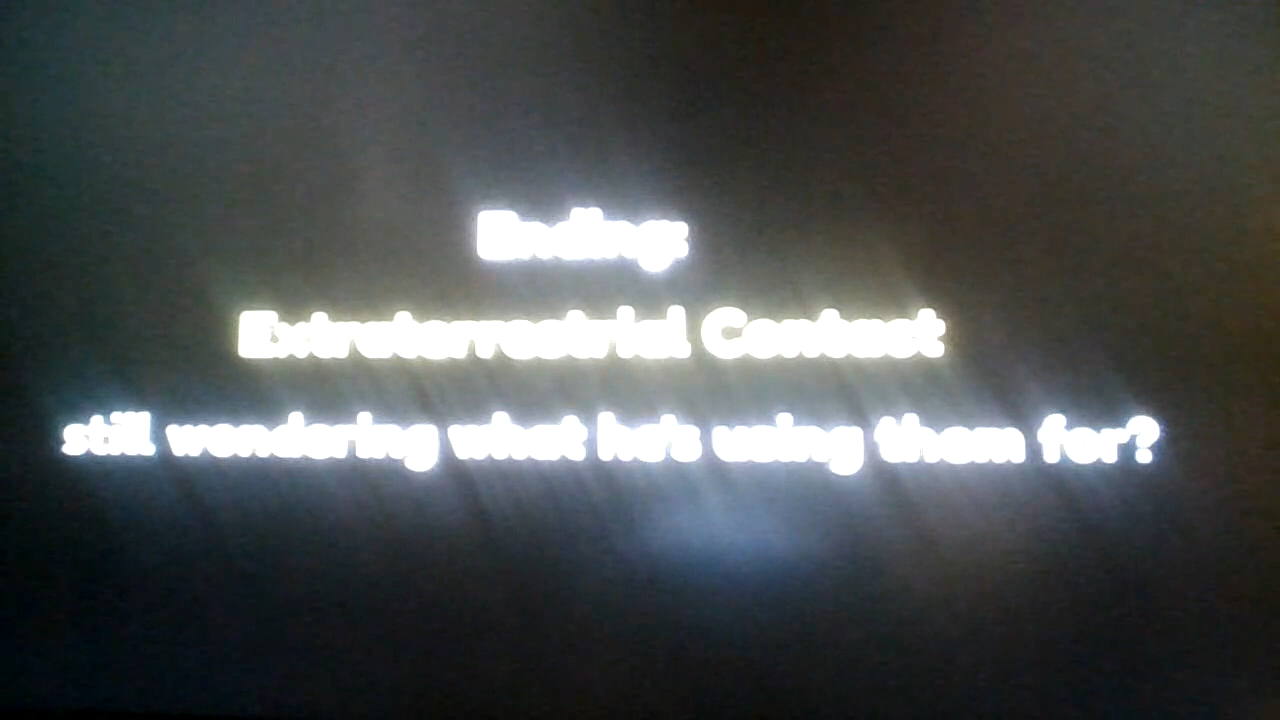 Ending:
Extraterrestrial Contact
still wondering what he's using them for?